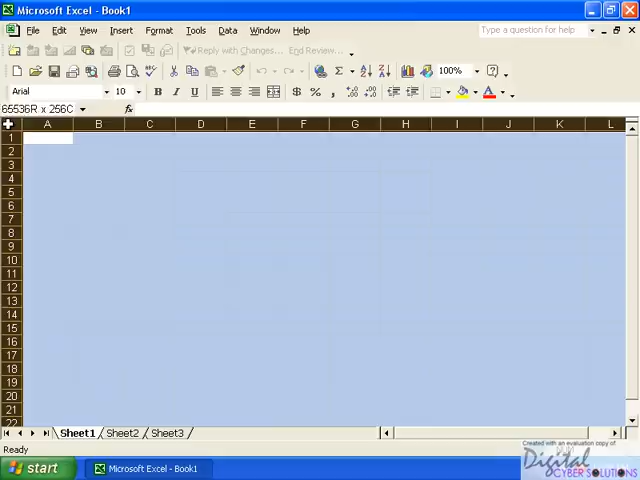 Microsoft Excel - Book1
File Edit View Insert Format Tools Data Window Help Type a question for help
Reply with Changes... End Review...
100%
Arial 10 B I U $ % ,
65536R x 256C fx
A B C D E F G H I J K L
1
2
3
4
5
6
7
8
9
10
11
12
13
14
15
16
17
18
19
20
21
22
Sheet1 Sheet2 Sheet3
Ready
Created with an evaluation copy of
Digital
CYBER SOLUTIONS
start Microsoft Excel - Book1